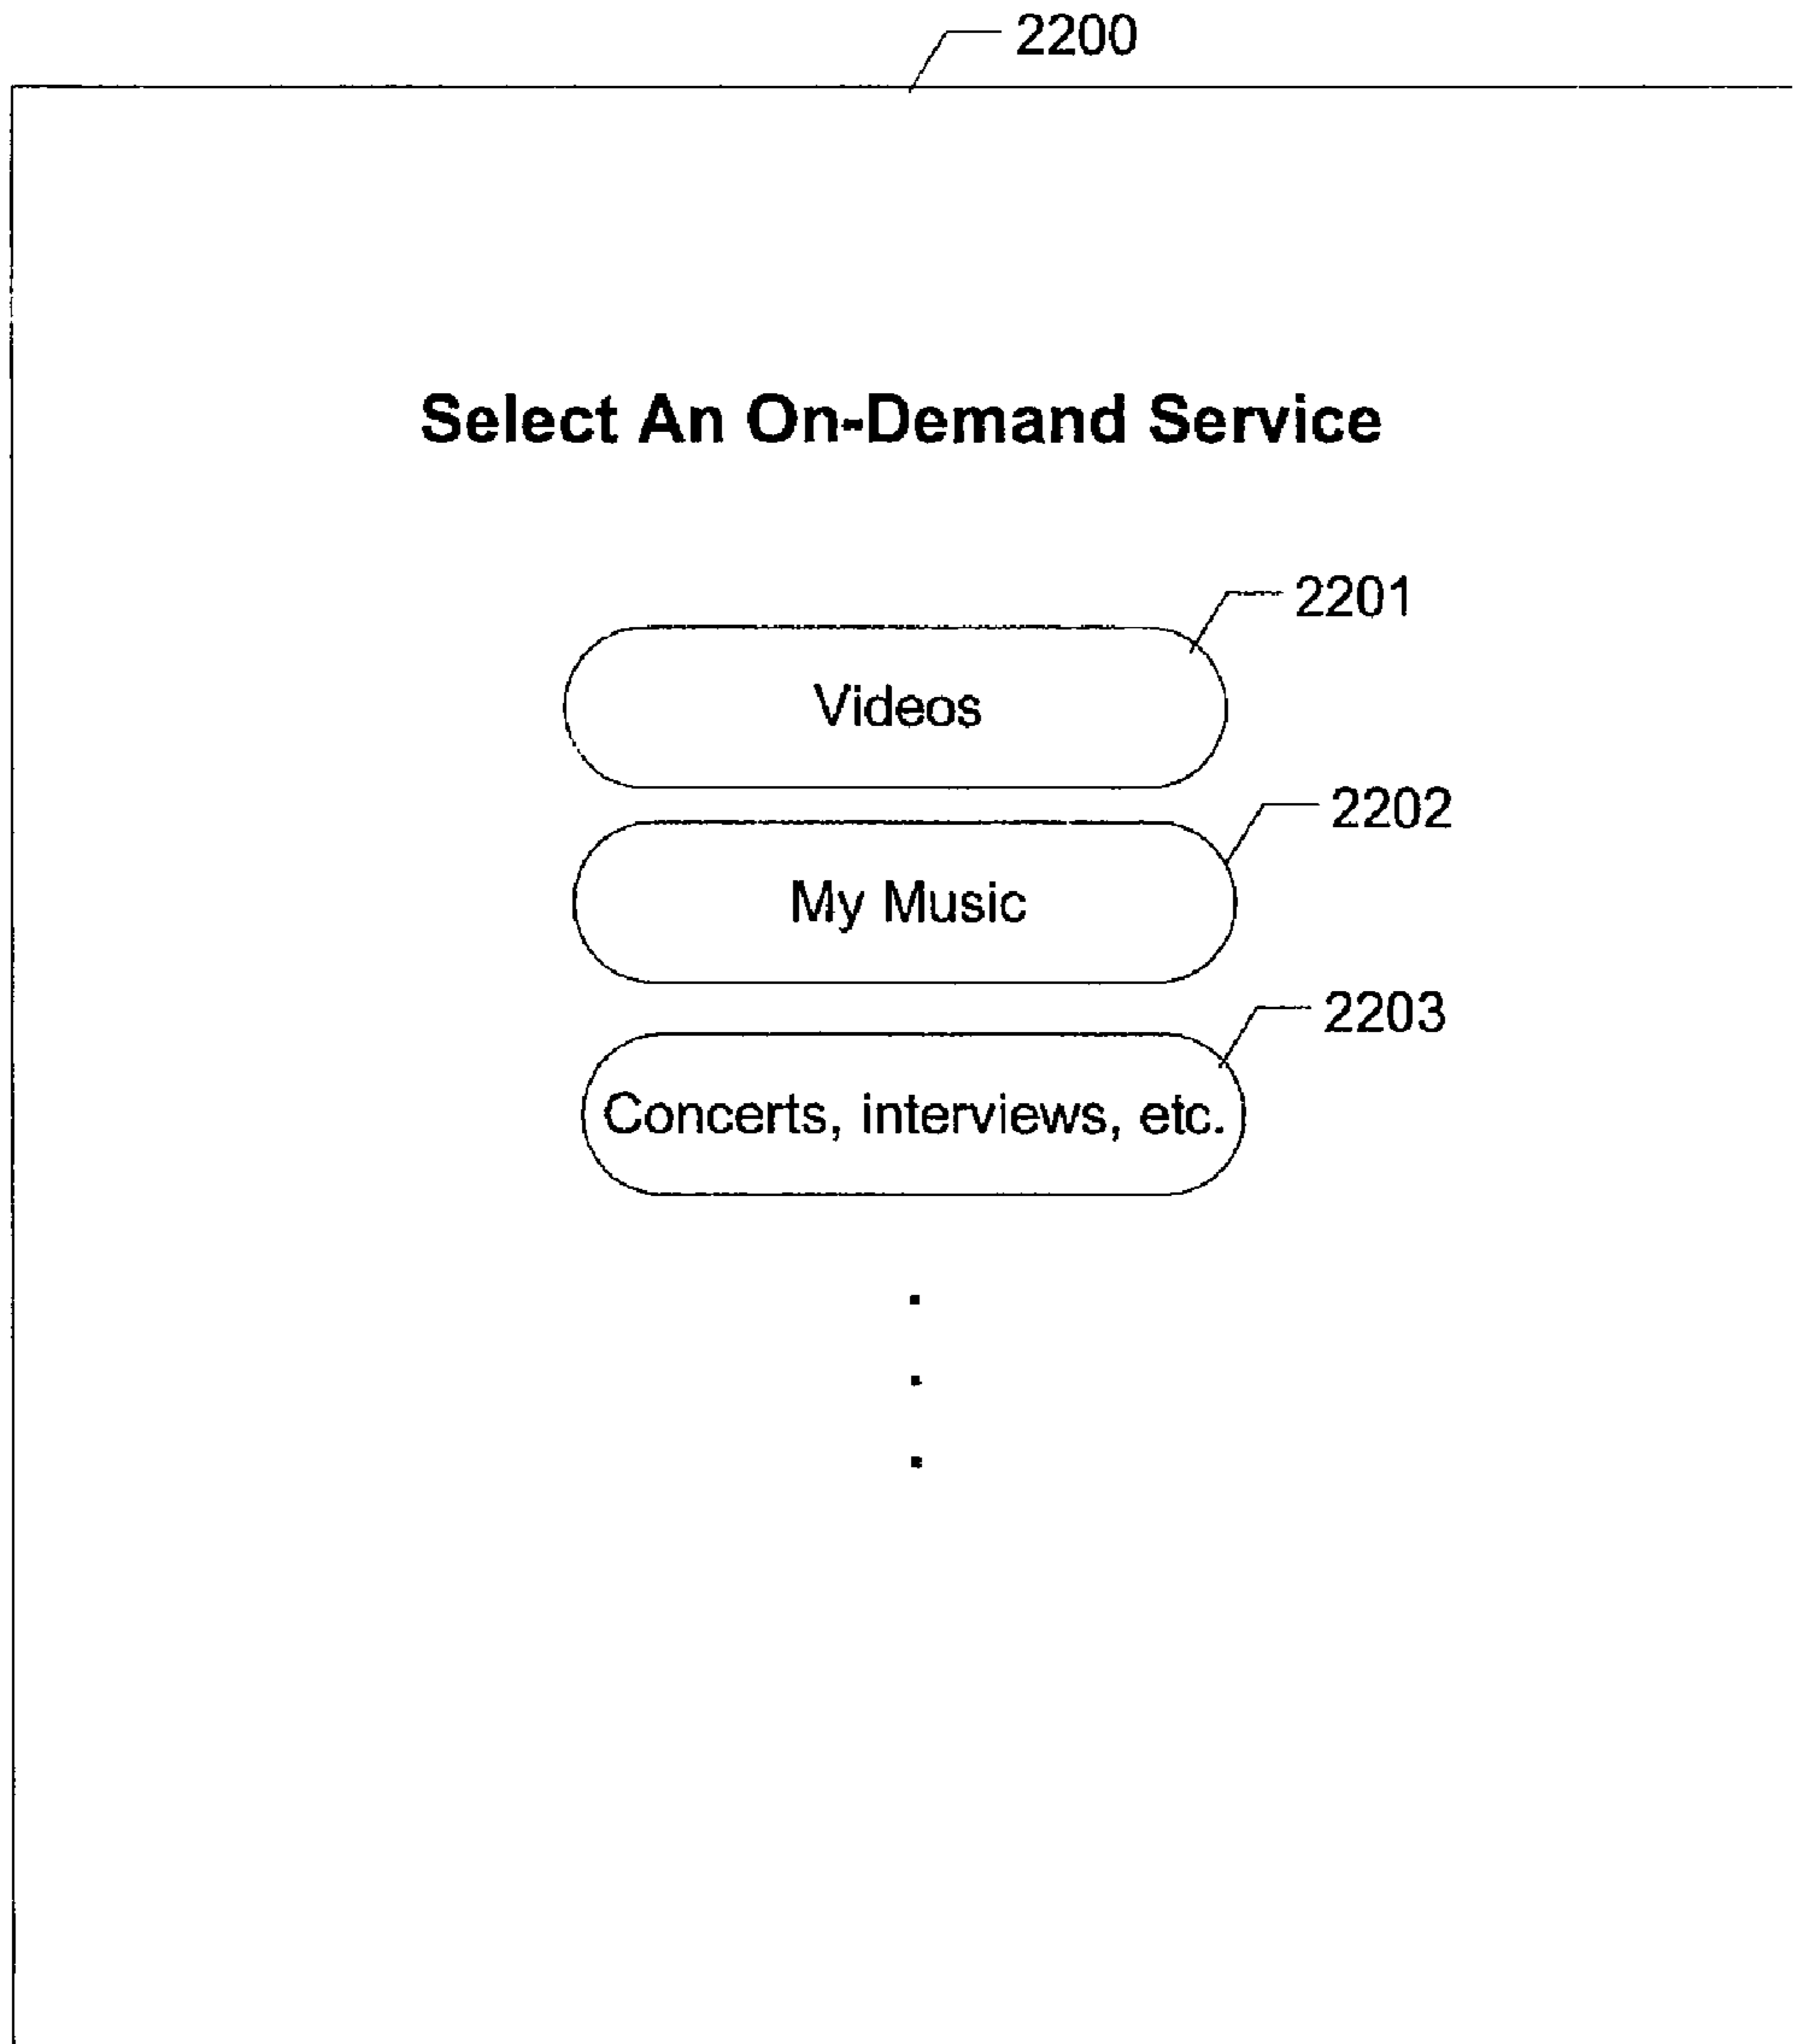 2200
Select An On-Demand Service
2201
Videos
2202
My Music
2203
Concerts, interviews, etc.